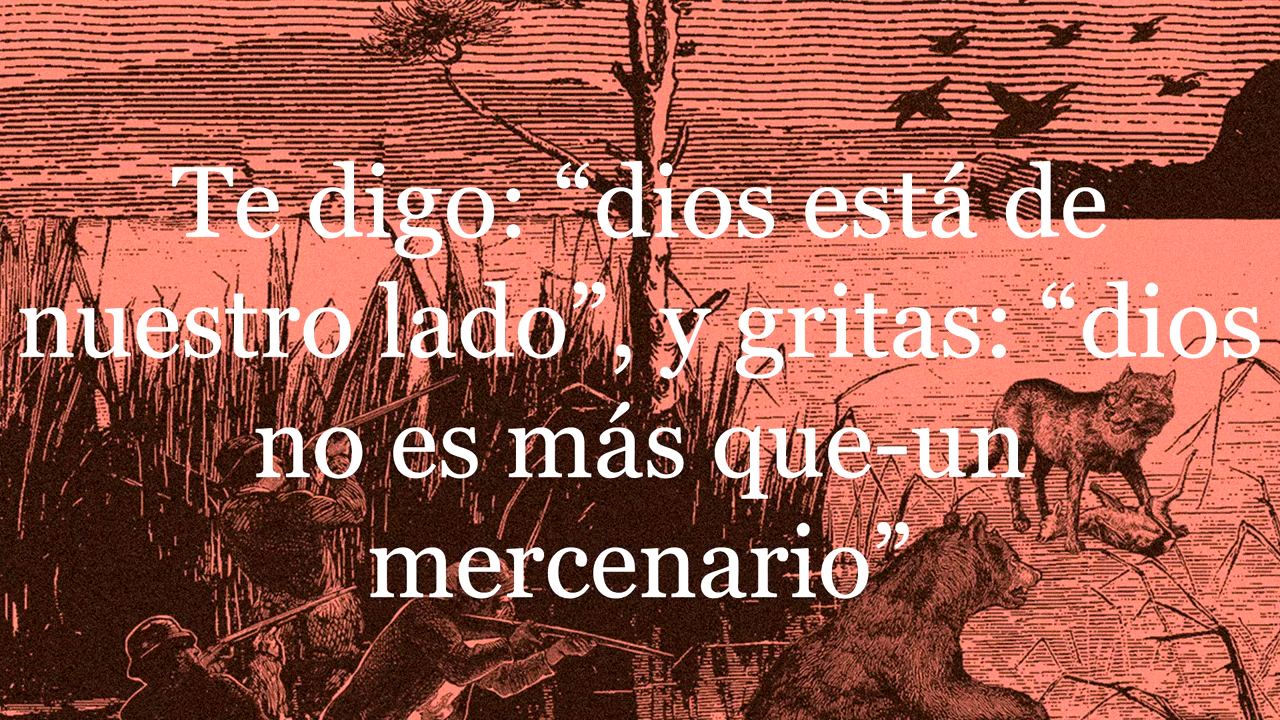 Te digo: “dios está de
nuestro lado”, y gritas: “dios
no es más que-un
mercenario”